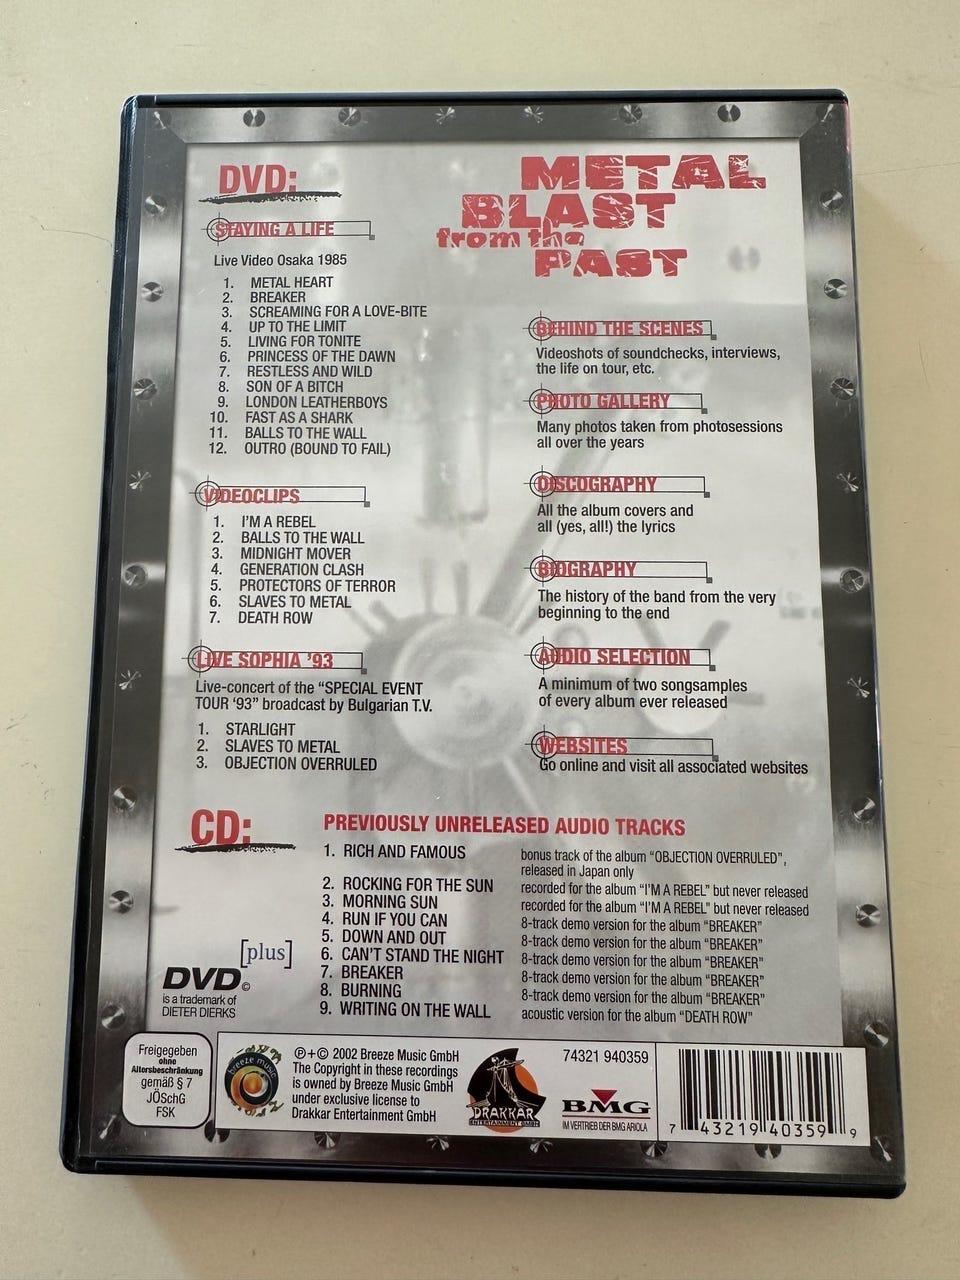 DVD:
STAYING A LIFE
Live Video Osaka 1985
1. METAL HEART
2. BREAKER
3. SCREAMING FOR A LOVE-BITE
4. UP TO THE LIMIT
5. LIVING FOR TONITE
6. PRINCESS OF THE DAWN
7. RESTLESS AND WILD
8. SON OF A BITCH
9. LONDON LEATHERBOYS
10. FAST AS A SHARK
11. BALLS TO THE WALL
12. OUTRO (BOUND TO FAIL)
VIDEOCLIPS
1. I'M A REBEL
2. BALLS TO THE WALL
3. MIDNIGHT MOVER
4. GENERATION CLASH
5. PROTECTORS OF TERROR
6. SLAVES TO METAL
7. DEATH ROW
LIVE SOPHIA '93
Live-concert of the "SPECIAL EVENT
TOUR '93" broadcast by Bulgarian T.V.
1. STARLIGHT
2. SLAVES TO METAL
3. OBJECTION OVERRULED
METAL
BLAST
from the
PAST
BEHIND THE SCENES
Videoshots of soundchecks, interviews,
the life on tour, etc.
PHOTO GALLERY
Many photos taken from photosessions
all over the years
DISCOGRAPHY
All the album covers and
all (yes, all!) the lyrics
BIOGRAPHY
The history of the band from the very
beginning to the end
AUDIO SELECTION
A minimum of two songsamples
of every album ever released
WEBSITES
Go online and visit all associated websites
CD:
PREVIOUSLY UNRELEASED AUDIO TRACKS
1. RICH AND FAMOUS bonus track of the album "OBJECTION OVERRULED",
released in Japan only
2. ROCKING FOR THE SUN recorded for the album "I'M A REBEL" but never released
3. MORNING SUN recorded for the album "I'M A REBEL" but never released
4. RUN IF YOU CAN 8-track demo version for the album "BREAKER"
5. DOWN AND OUT 8-track demo version for the album "BREAKER"
6. CAN'T STAND THE NIGHT 8-track demo version for the album "BREAKER"
7. BREAKER 8-track demo version for the album "BREAKER"
8. BURNING 8-track demo version for the album "BREAKER"
9. WRITING ON THE WALL acoustic version for the album "DEATH ROW"
[plus]
DVD©
is a trademark of
DIETER DIERKS
Freigegeben
ohne
Altersbeschränkung
gemäß § 7
JÖSchG
FSK
breeze music
℗+© 2002 Breeze Music GmbH
The Copyright in these recordings
is owned by Breeze Music GmbH
under exclusive license to
Drakkar Entertainment GmbH
DRAKKAR
ENTERTAINMENT GMBH
74321 940359
BMG
IM VERTRIEB DER BMG ARIOLA
7 43219 40359 9